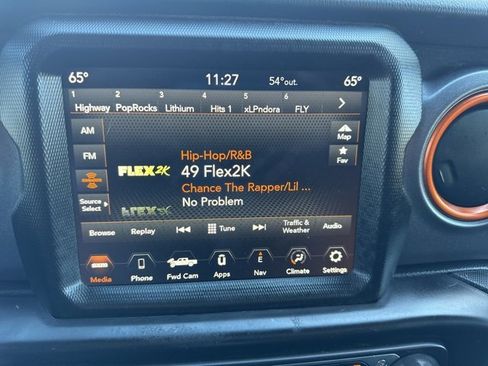 65° 11:27 54°out. 65°
1 2 3 4 5 6
Highway PopRocks Lithium Hits 1 xLPndora FLY
AM
FM
Source
Select
Map
Fav
FLEX2K
Hip-Hop/R&B
49 Flex2K
Chance The Rapper/Lil ...
No Problem
Browse Replay Tune Traffic &
Weather Audio
Media Phone Fwd Cam Apps E Nav Climate Settings